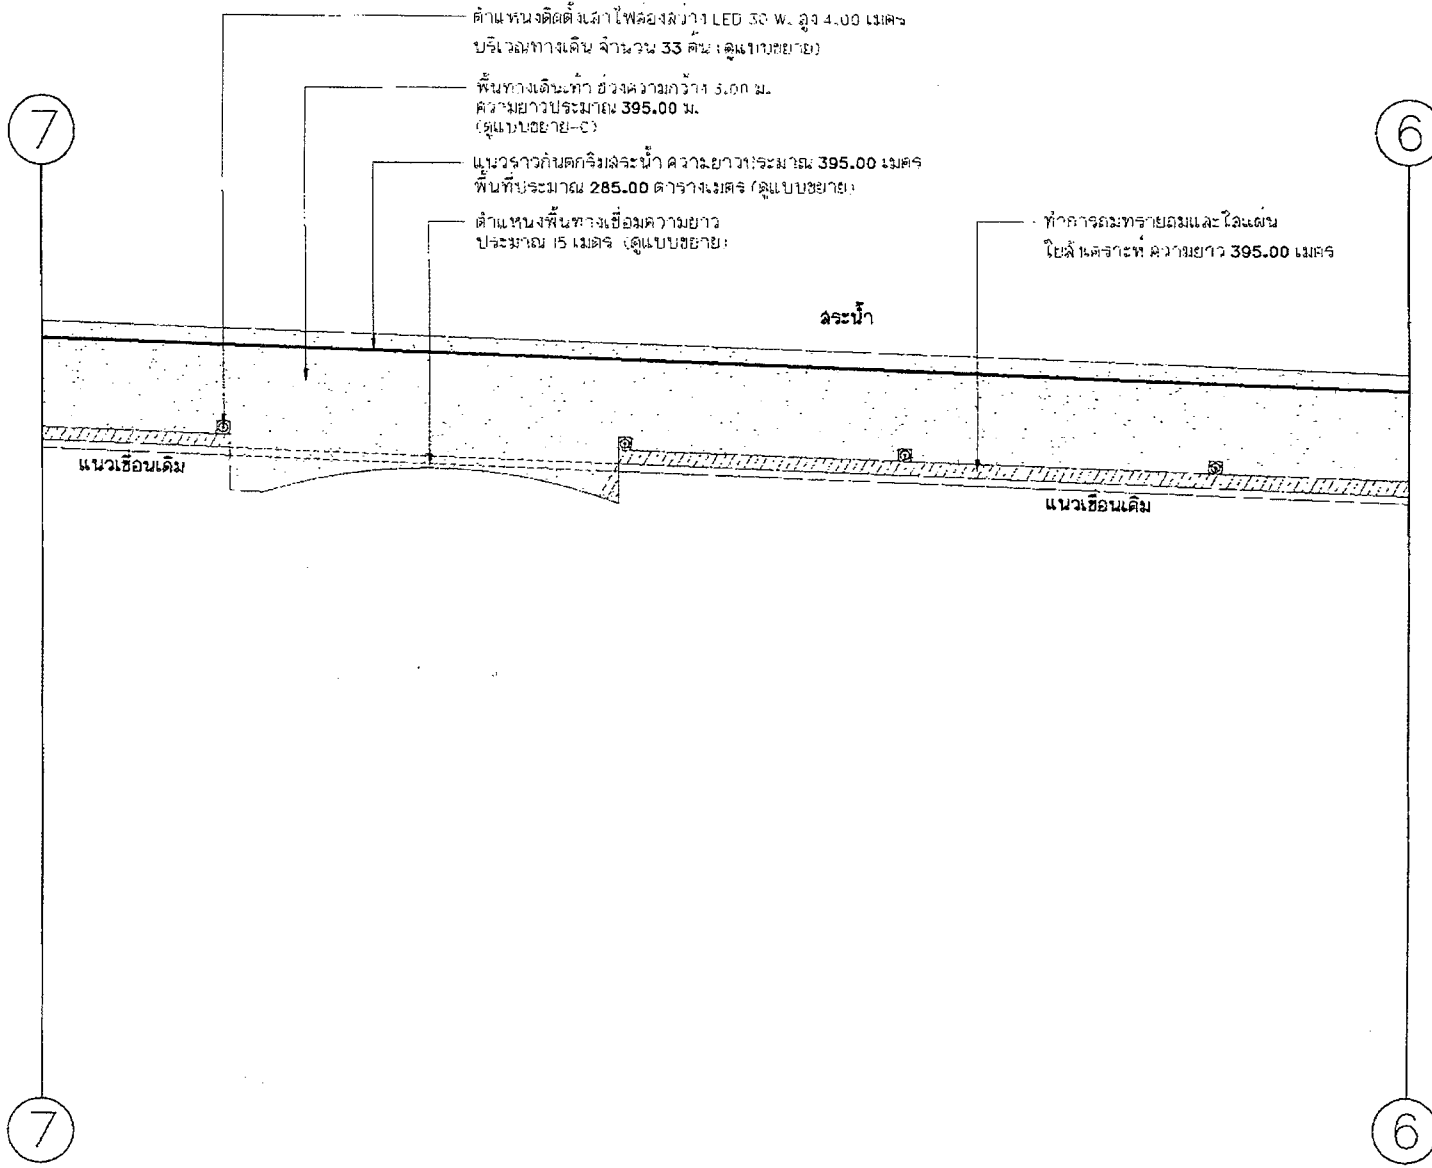 ตำแหน่งติดตั้งเสาไฟส่องสว่าง LED 30 W. สูง 4.00 เมตร
บริเวณทางเดิน จำนวน 33 ต้น (ดูแบบขยาย)
พื้นทางเดินเท้า ช่วงความกว้าง 3.00 ม.
ความยาวประมาณ 395.00 ม.
(ดูแบบขยาย-C)
แนวราวกันตกริมสระน้ำ ความยาวประมาณ 395.00 เมตร
พื้นที่ประมาณ 285.00 ตารางเมตร (ดูแบบขยาย)
ตำแหน่งพื้นทางเชื่อมความยาว
ประมาณ 15 เมตร (ดูแบบขยาย)
ทำการถมทรายถมและใส่แผ่น
ใยสังเคราะห์ ความยาว 395.00 เมตร
7
6
สระน้ำ
แนวเขื่อนเดิม
แนวเขื่อนเดิม
7
6